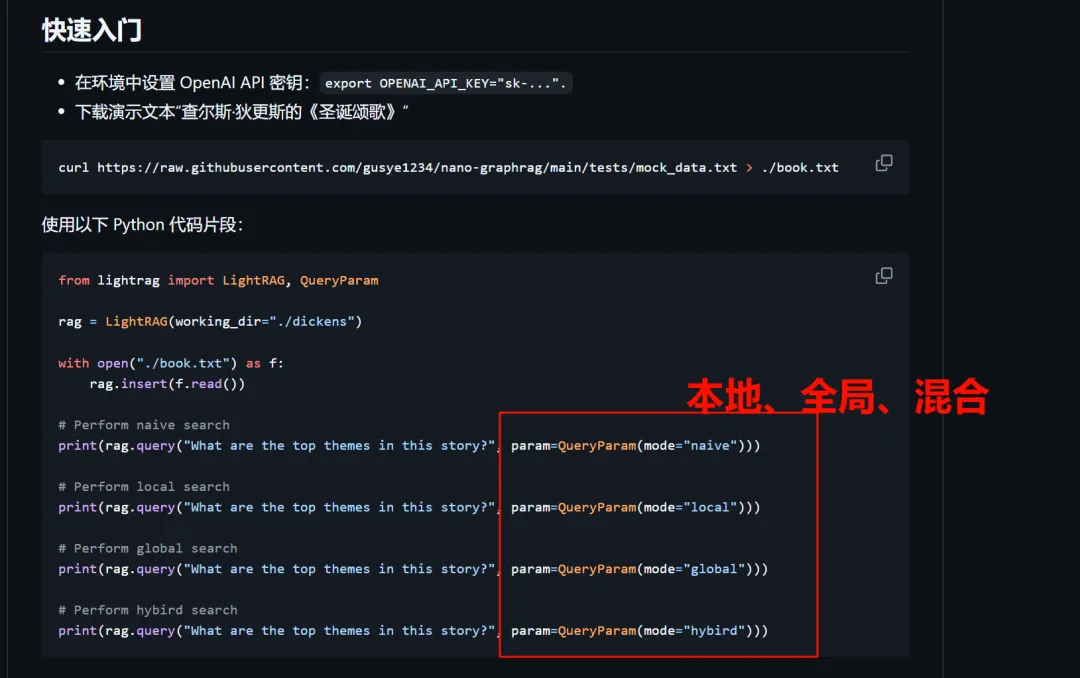 快速入门
在环境中设置 OpenAI API 密钥：export OPENAI_API_KEY="sk-...".
下载演示文本“查尔斯·狄更斯的《圣诞颂歌》”
curl https://raw.githubusercontent.com/gusye1234/nano-graphrag/main/tests/mock_data.txt > ./book.txt
使用以下 Python 代码片段：
from lightrag import LightRAG, QueryParam
rag = LightRAG(working_dir="./dickens")
with open("./book.txt") as f:
    rag.insert(f.read())
本地、全局、混合
# Perform naive search
print(rag.query("What are the top themes in this story?", param=QueryParam(mode="naive")))
# Perform local search
print(rag.query("What are the top themes in this story?", param=QueryParam(mode="local")))
# Perform global search
print(rag.query("What are the top themes in this story?", param=QueryParam(mode="global")))
# Perform hybird search
print(rag.query("What are the top themes in this story?", param=QueryParam(mode="hybird")))